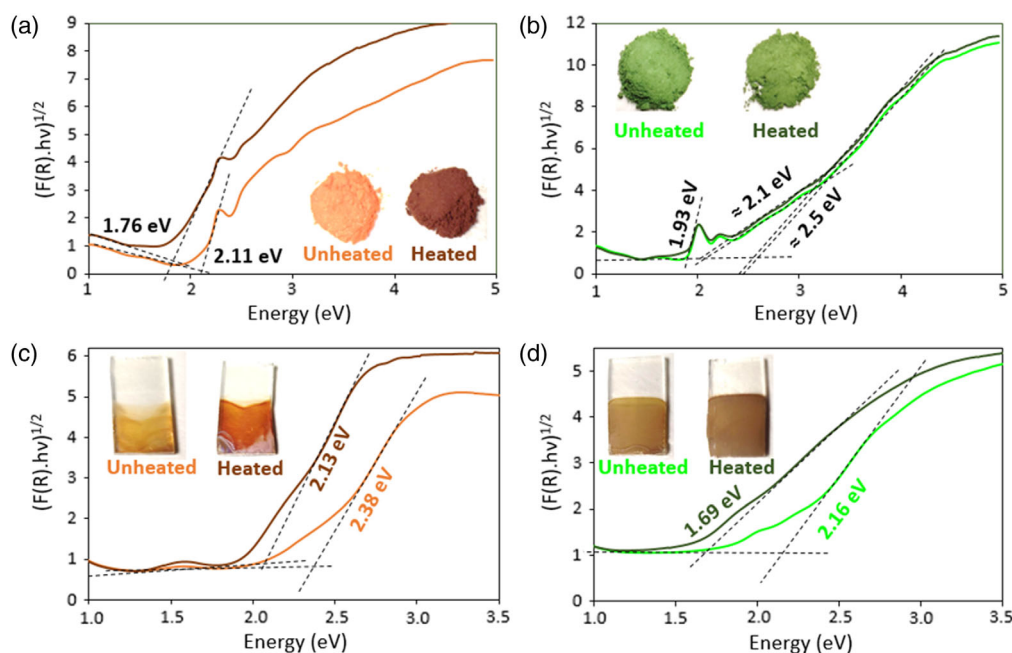 (a)
(F(R).hv)1/2
9
8
7
6
5
4
3
2
1
0
1.76 eV
2.11 eV
Unheated
Heated
1
2
3
4
5
Energy (eV)
(b)
(F(R).hv)1/2
12
10
8
6
4
2
0
Unheated
Heated
1.93 eV
≈ 2.1 eV
≈ 2.5 eV
1
2
3
4
5
Energy (eV)
(c)
(F(R).hv)1/2
6
5
4
3
2
1
0
Unheated
Heated
2.13 eV
2.38 eV
1.0
1.5
2.0
2.5
3.0
3.5
Energy (eV)
(d)
(F(R).hv)1/2
5
4
3
2
1
0
Unheated
Heated
1.69 eV
2.16 eV
1.0
1.5
2.0
2.5
3.0
3.5
Energy (eV)